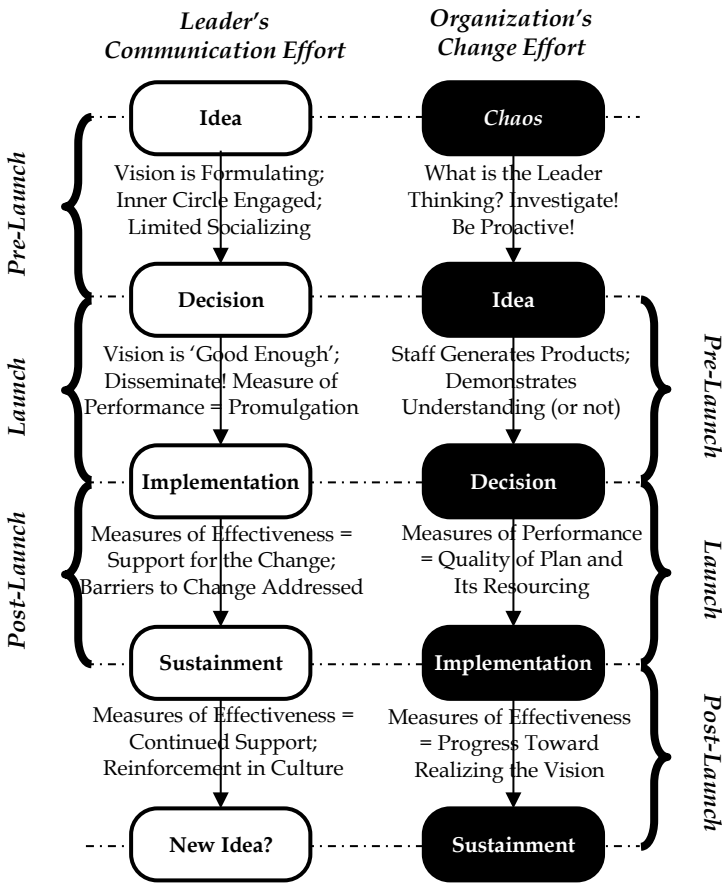 Leader's
Communication Effort
Organization's
Change Effort
Idea
Chaos
Pre-Launch
Vision is Formulating;
Inner Circle Engaged;
Limited Socializing
What is the Leader
Thinking? Investigate!
Be Proactive!
Decision
Idea
Launch
Vision is 'Good Enough';
Disseminate! Measure of
Performance = Promulgation
Staff Generates Products;
Demonstrates
Understanding (or not)
Pre-Launch
Implementation
Decision
Post-Launch
Measures of Effectiveness =
Support for the Change;
Barriers to Change Addressed
Measures of Performance
= Quality of Plan and
Its Resourcing
Launch
Sustainment
Implementation
Measures of Effectiveness =
Continued Support;
Reinforcement in Culture
Measures of Effectiveness
= Progress Toward
Realizing the Vision
Post-Launch
New Idea?
Sustainment